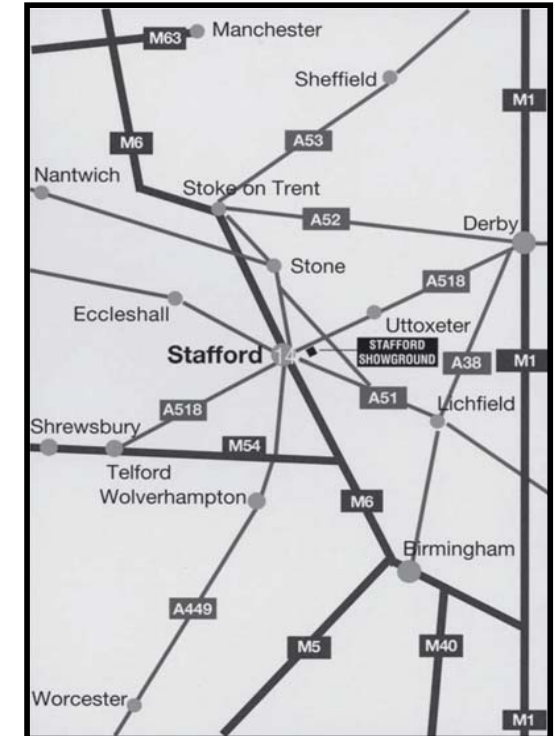 Manchester
M63
Sheffield
M1
M6
A53
Nantwich
Stoke on Trent
A52
Derby
Stone
A518
Eccleshall
Uttoxeter
STAFFORD
SHOWGROUND
Stafford 14
A38
M1
A51
Lichfield
A518
Shrewsbury
M54
Telford
Wolverhampton
M6
Birmingham
A449
M5
M40
Worcester
M1